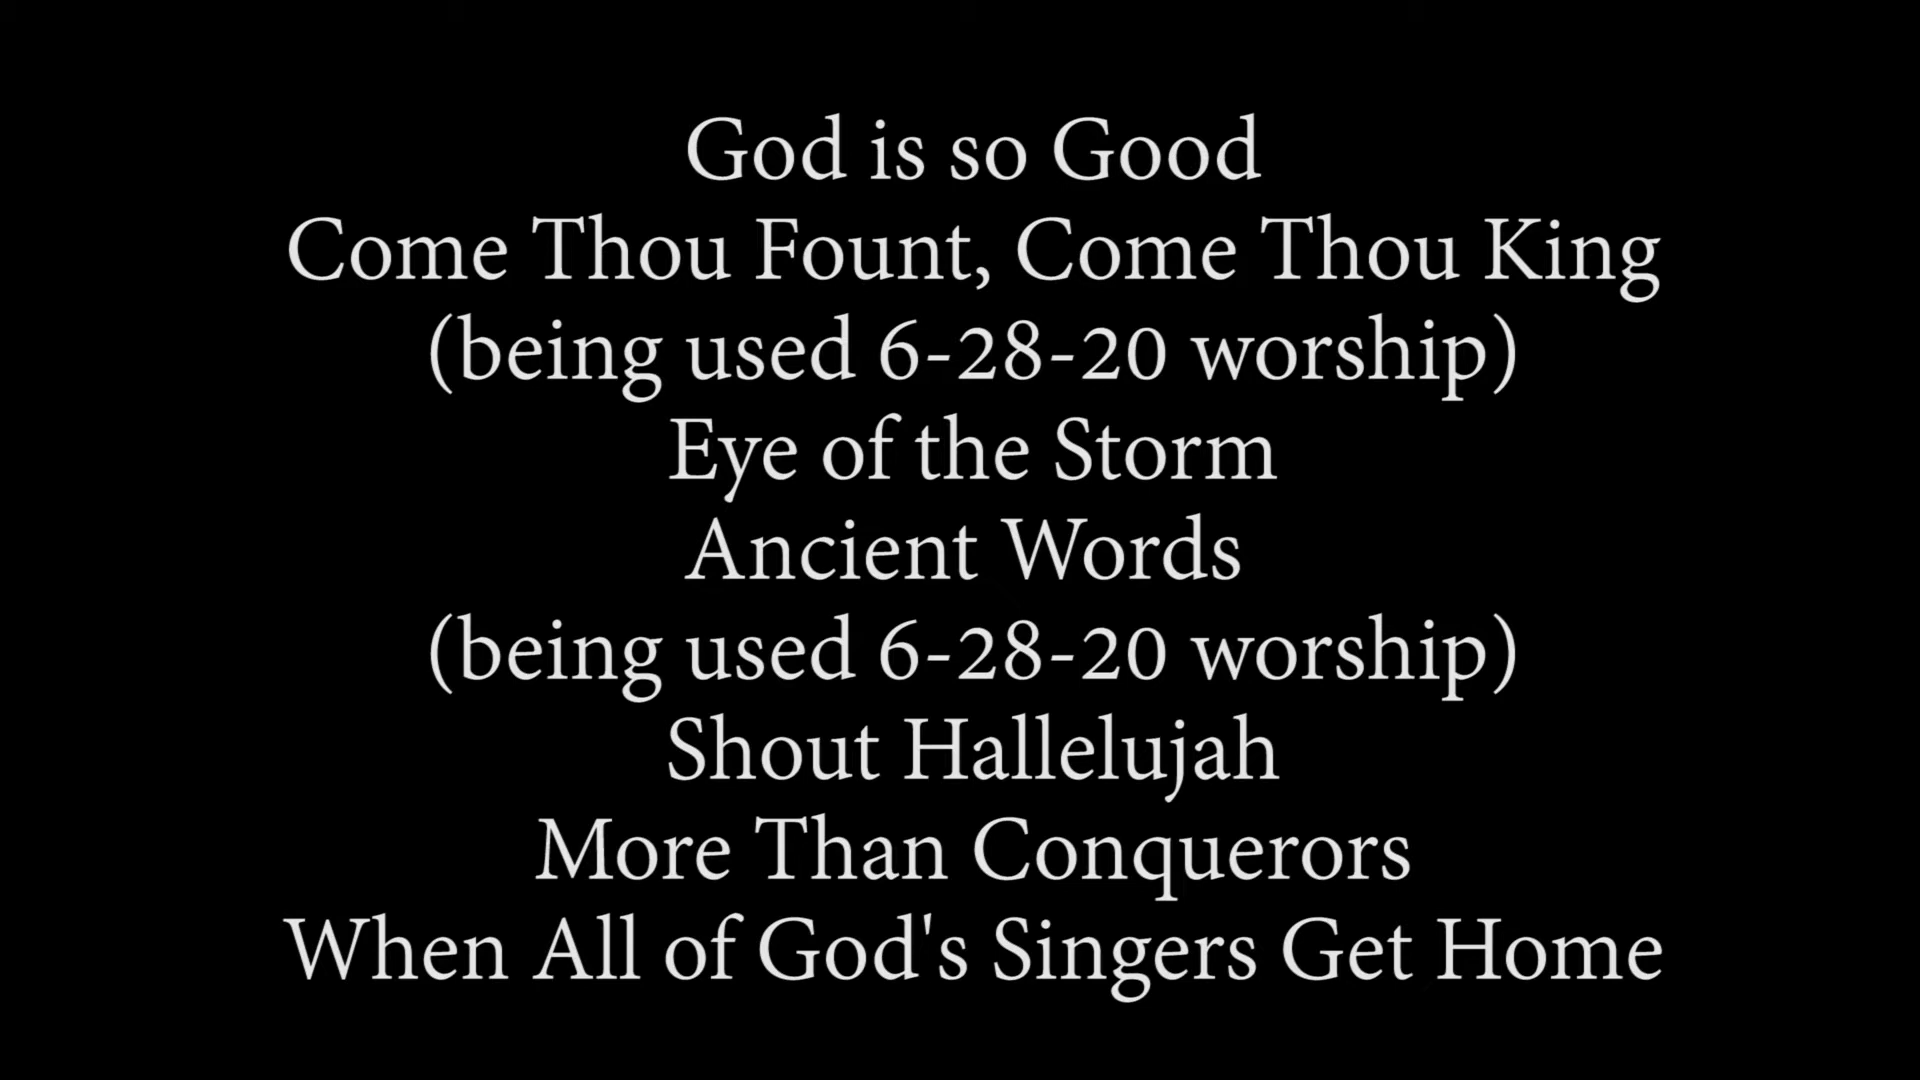 God is so Good
Come Thou Fount, Come Thou King
(being used 6-28-20 worship)
Eye of the Storm
Ancient Words
(being used 6-28-20 worship)
Shout Hallelujah
More Than Conquerors
When All of God's Singers Get Home